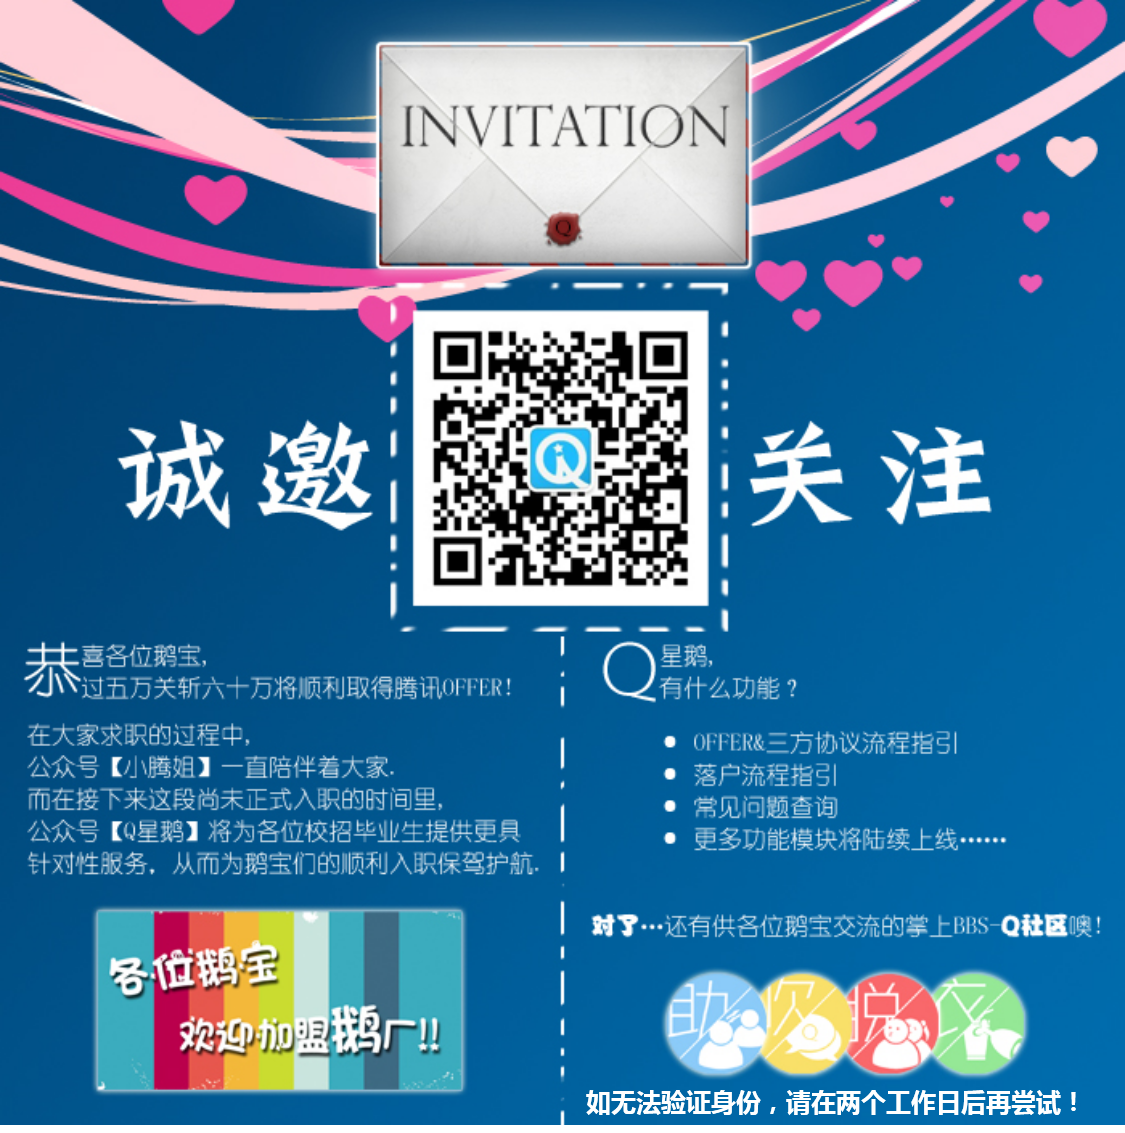 INVITATION
Q
诚邀
关注
恭喜各位鹅宝,
过五万关斩六十万将顺利取得腾讯OFFER!
在大家求职的过程中,
公众号【小腾姐】一直陪伴着大家.
而在接下来这段尚未正式入职的时间里,
公众号【Q星鹅】将为各位校招毕业生提供更具
针对性服务，从而为鹅宝们的顺利入职保驾护航.
各位鹅宝
欢迎加盟鹅厂!!
Q星鹅,
有什么功能？
● OFFER&三方协议流程指引
● 落户流程指引
● 常见问题查询
● 更多功能模块将陆续上线……
对了…还有供各位鹅宝交流的掌上BBS-Q社区噢!
助 吹 脱 交
Q
如无法验证身份，请在两个工作日后再尝试！